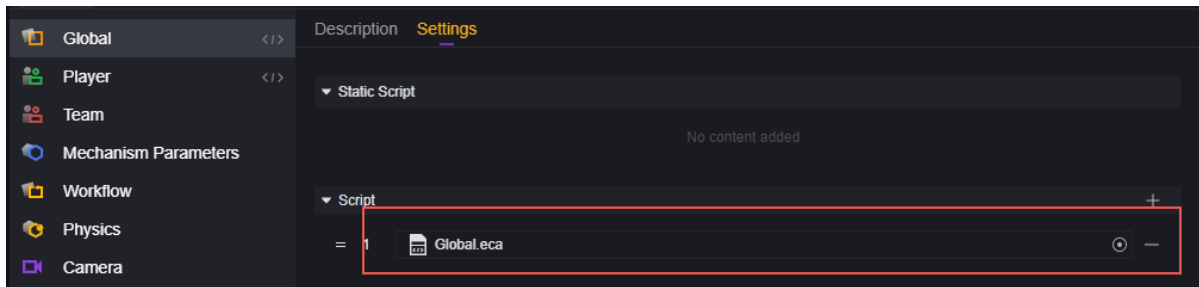 Global </>
Player </>
Team
Mechanism Parameters
Workflow
Physics
Camera
Description Settings
Static Script
No content added
Script
1 Global.eca